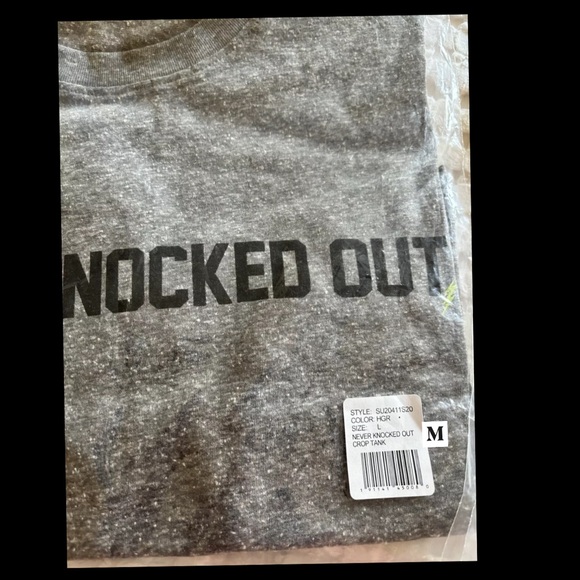 NOCKED OUT
STYLE: SU20411S20
COLOR: HGR
SIZE: L
NEVER KNOCKED OUT
CROP TANK
M